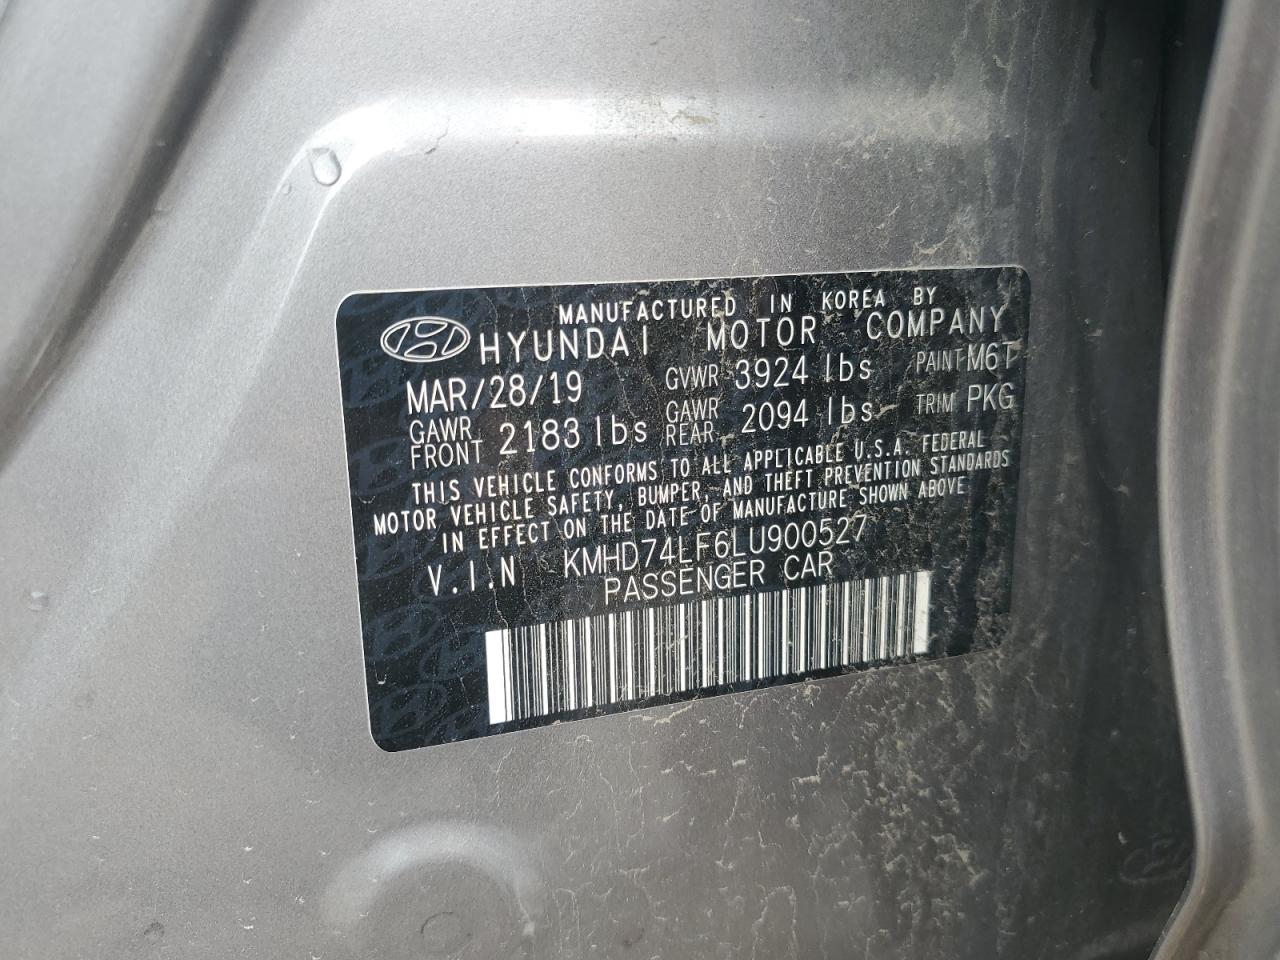 MANUFACTURED IN KOREA BY
HYUNDAI MOTOR COMPANY
MAR/28/19 GVWR 3924 lbs PAINT M6T
GAWR FRONT 2183 lbs GAWR REAR 2094 lbs TRIM PKG
THIS VEHICLE CONFORMS TO ALL APPLICABLE U.S.A. FEDERAL
MOTOR VEHICLE SAFETY, BUMPER, AND THEFT PREVENTION STANDARDS
IN EFFECT ON THE DATE OF MANUFACTURE SHOWN ABOVE
V.I.N KMHD74LF6LU900527
PASSENGER CAR